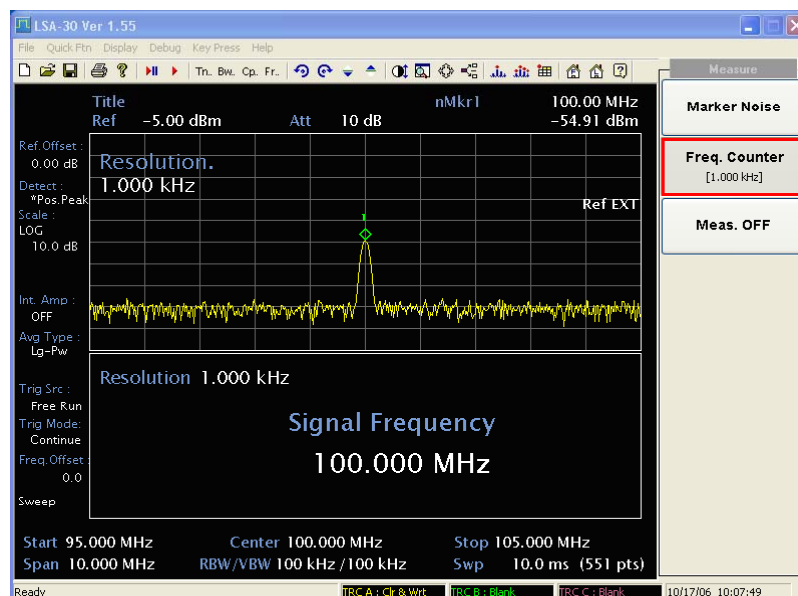 LSA-30 Ver 1.55
File Quick Ftn Display Debug Key Press Help
Tn.. Bw.. Cp.. Fr..
Measure
Title nMkr1 100.00 MHz
Ref -5.00 dBm Att 10 dB -54.91 dBm
Marker Noise
Ref.Offset :
0.00 dB
Resolution.
1.000 kHz
Freq. Counter
[1.000 kHz]
Detect :
*Pos.Peak
Ref EXT
Scale :
LOG
10.0 dB
1
Meas. OFF
Int. Amp :
OFF
Avg Type :
Lg-Pw
Resolution 1.000 kHz
Trig Src :
Free Run
Trig Mode:
Continue
Signal Frequency
100.000 MHz
Freq.Offset :
0.0
Sweep
Start 95.000 MHz Center 100.000 MHz Stop 105.000 MHz
Span 10.000 MHz RBW/VBW 100 kHz /100 kHz Swp 10.0 ms (551 pts)
Ready TRC A : Clr & Wrt TRC B : Blank TRC C : Blank 10/17/06 10:07:49